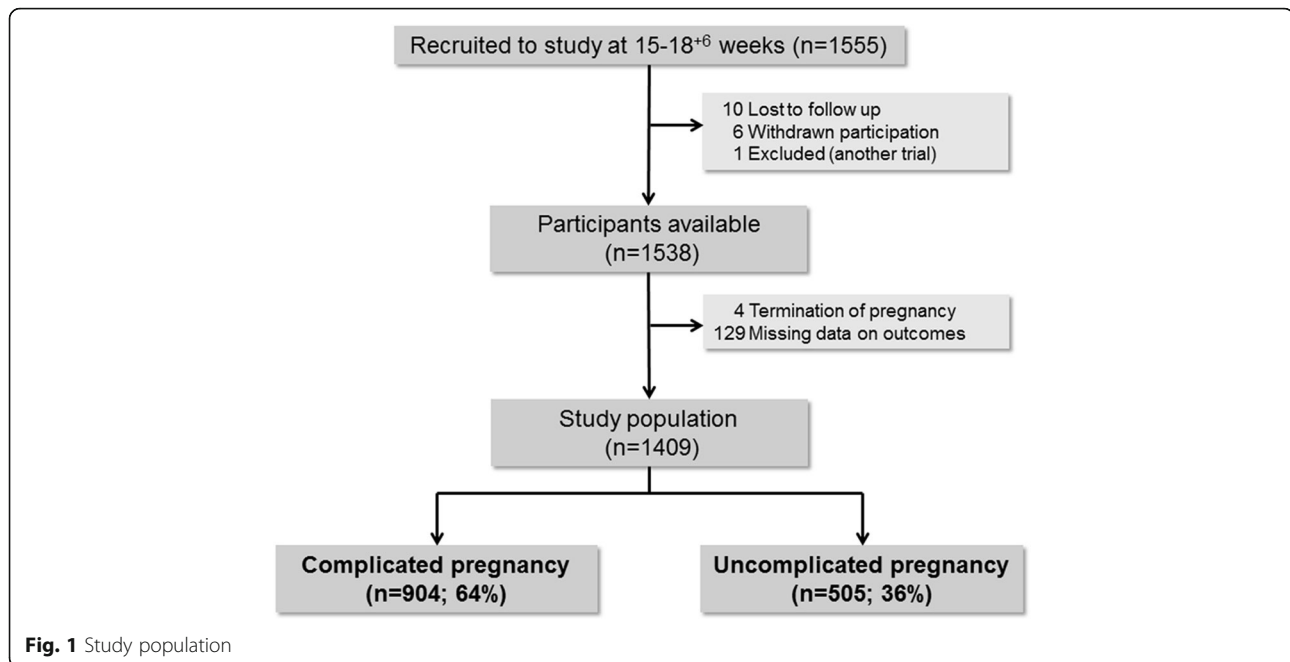 Recruited to study at 15-18+6 weeks (n=1555)
10 Lost to follow up
6 Withdrawn participation
1 Excluded (another trial)
Participants available
(n=1538)
4 Termination of pregnancy
129 Missing data on outcomes
Study population
(n=1409)
Complicated pregnancy
(n=904; 64%)
Uncomplicated pregnancy
(n=505; 36%)
Fig. 1 Study population